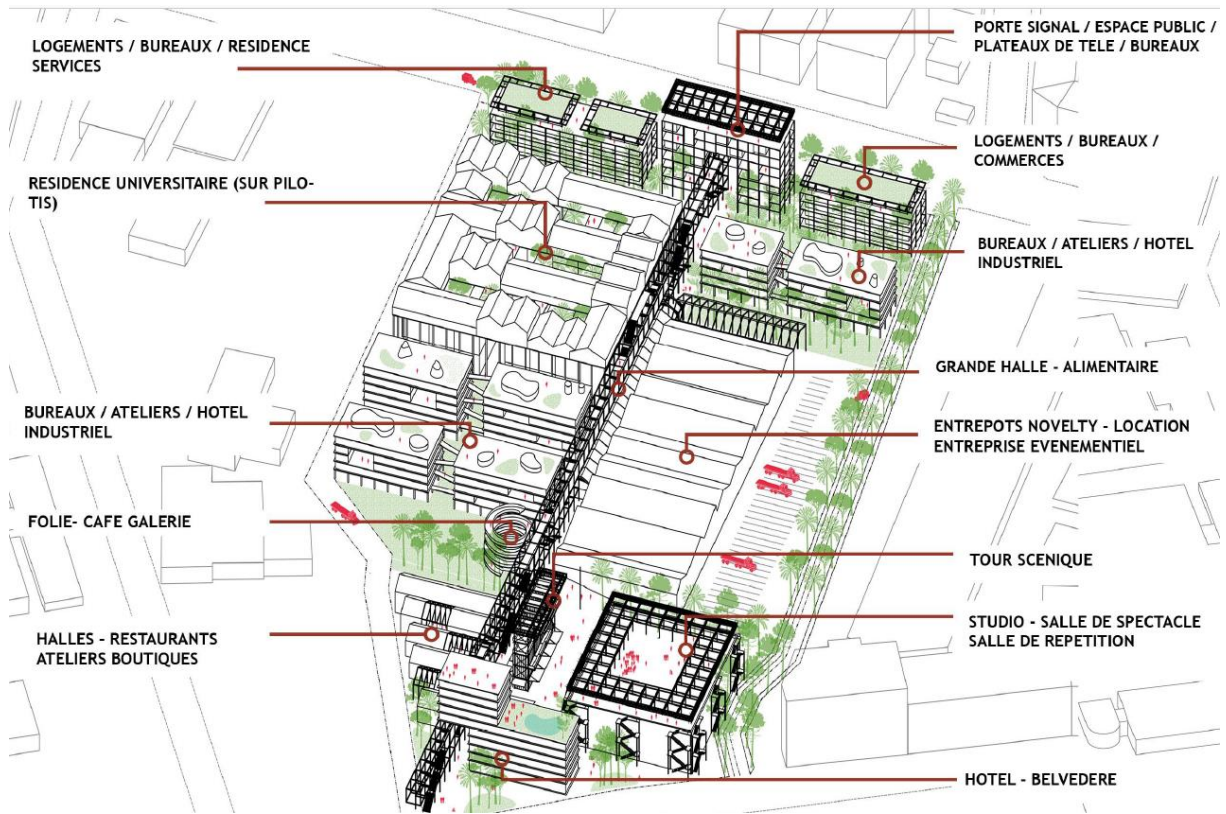 LOGEMENTS / BUREAUX / RESIDENCE
SERVICES
RESIDENCE UNIVERSITAIRE (SUR PILO-
TIS)
BUREAUX / ATELIERS / HOTEL
INDUSTRIEL
FOLIE- CAFE GALERIE
HALLES - RESTAURANTS
ATELIERS BOUTIQUES
PORTE SIGNAL / ESPACE PUBLIC /
PLATEAUX DE TELE / BUREAUX
LOGEMENTS / BUREAUX /
COMMERCES
BUREAUX / ATELIERS / HOTEL
INDUSTRIEL
GRANDE HALLE - ALIMENTAIRE
ENTREPOTS NOVELTY - LOCATION
ENTREPRISE EVENEMENTIEL
TOUR SCENIQUE
STUDIO - SALLE DE SPECTACLE
SALLE DE REPETITION
HOTEL - BELVEDERE